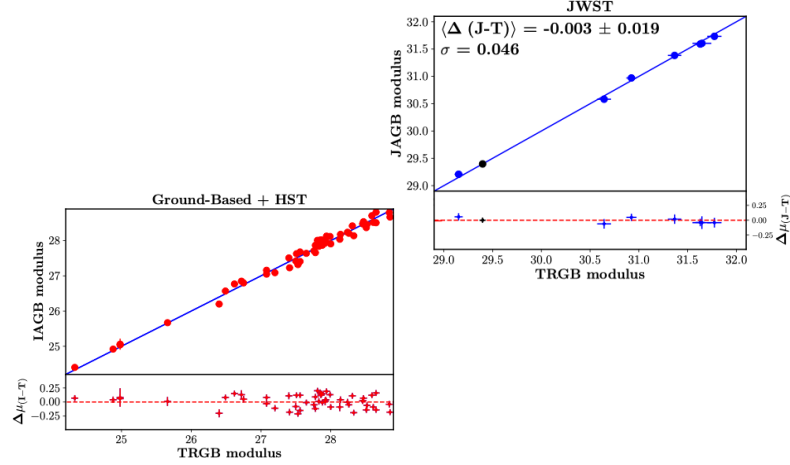 JWST
⟨Δ (J-T)⟩ = -0.003 ± 0.019
σ = 0.046
JAGB modulus
32.0
31.5
31.0
30.5
30.0
29.5
29.0
0.25
0.00
−0.25
Δμ(J−T)
29.0 29.5 30.0 30.5 31.0 31.5 32.0
TRGB modulus
Ground-Based + HST
IAGB modulus
28
27
26
25
0.25
0.00
−0.25
Δμ(I−T)
25 26 27 28
TRGB modulus